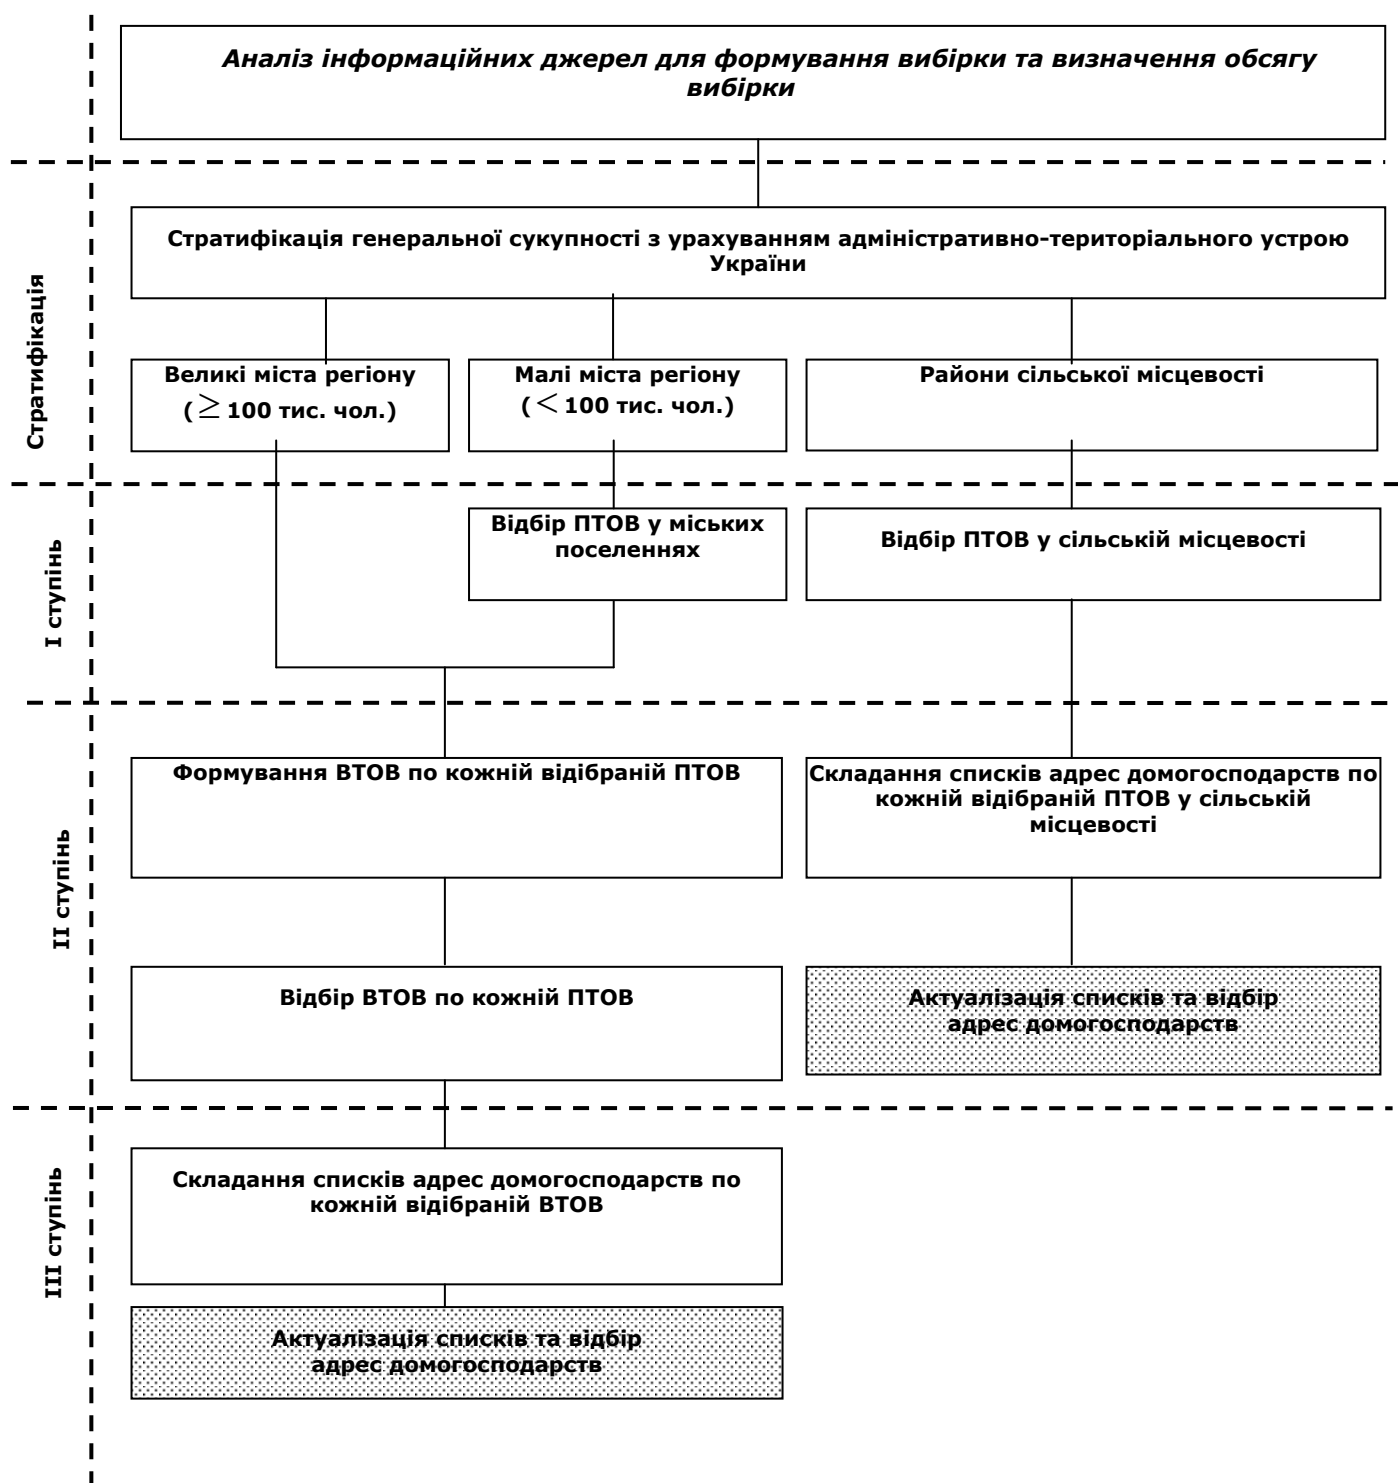 Аналіз інформаційних джерел для формування вибірки та визначення обсягу
вибірки
Стратифікація
Стратифікація генеральної сукупності з урахуванням адміністративно-територіального устрою
України
Великі міста регіону
( ≥ 100 тис. чол.)
Малі міста регіону
( < 100 тис. чол.)
Райони сільської місцевості
I ступінь
Відбір ПТОВ у міських
поселеннях
Відбір ПТОВ у сільській місцевості
II ступінь
Формування ВТОВ по кожній відібраній ПТОВ
Складання списків адрес домогосподарств по
кожній відібраній ПТОВ у сільській
місцевості
Відбір ВТОВ по кожній ПТОВ
Актуалізація списків та відбір
адрес домогосподарств
III ступінь
Складання списків адрес домогосподарств по
кожній відібраній ВТОВ
Актуалізація списків та відбір
адрес домогосподарств